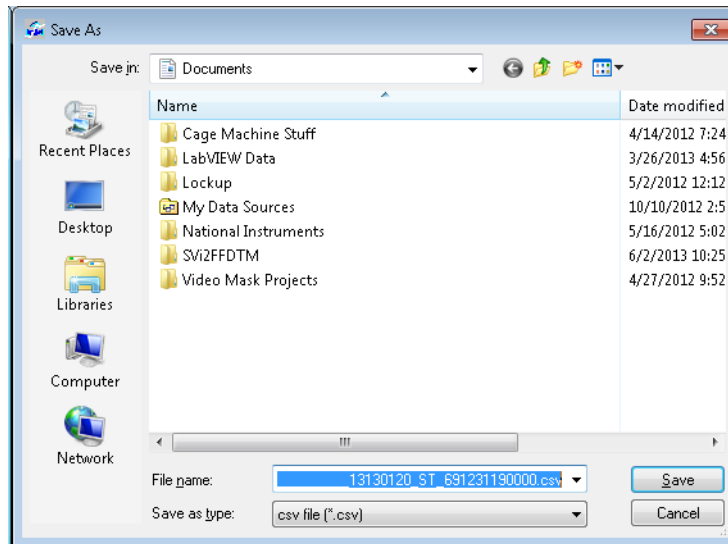 Save As
Save in: Documents
Name Date modified
Recent Places
Desktop
Libraries
Computer
Network
Cage Machine Stuff 4/14/2012 7:24
LabVIEW Data 3/26/2013 4:56
Lockup 5/2/2012 12:12
My Data Sources 10/10/2012 2:5
National Instruments 5/16/2012 5:02
SVi2FFDTM 6/2/2013 10:25
Video Mask Projects 4/27/2012 9:52
File name: 13130120_ST_691231190000.csv Save
Save as type: csv file (*.csv) Cancel